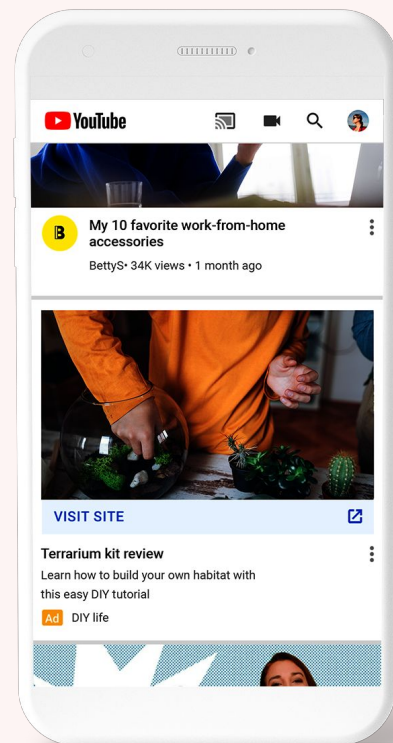 YouTube
B
My 10 favorite work-from-home
accessories
BettyS• 34K views • 1 month ago
VISIT SITE
Terrarium kit review
Learn how to build your own habitat with
this easy DIY tutorial
Ad DIY life